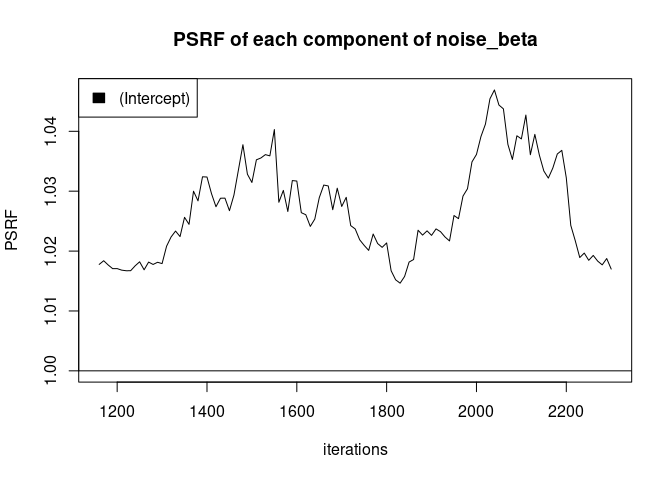 PSRF of each component of noise_beta
(Intercept)
PSRF
1.04
1.03
1.02
1.01
1.00
1200 1400 1600 1800 2000 2200
iterations